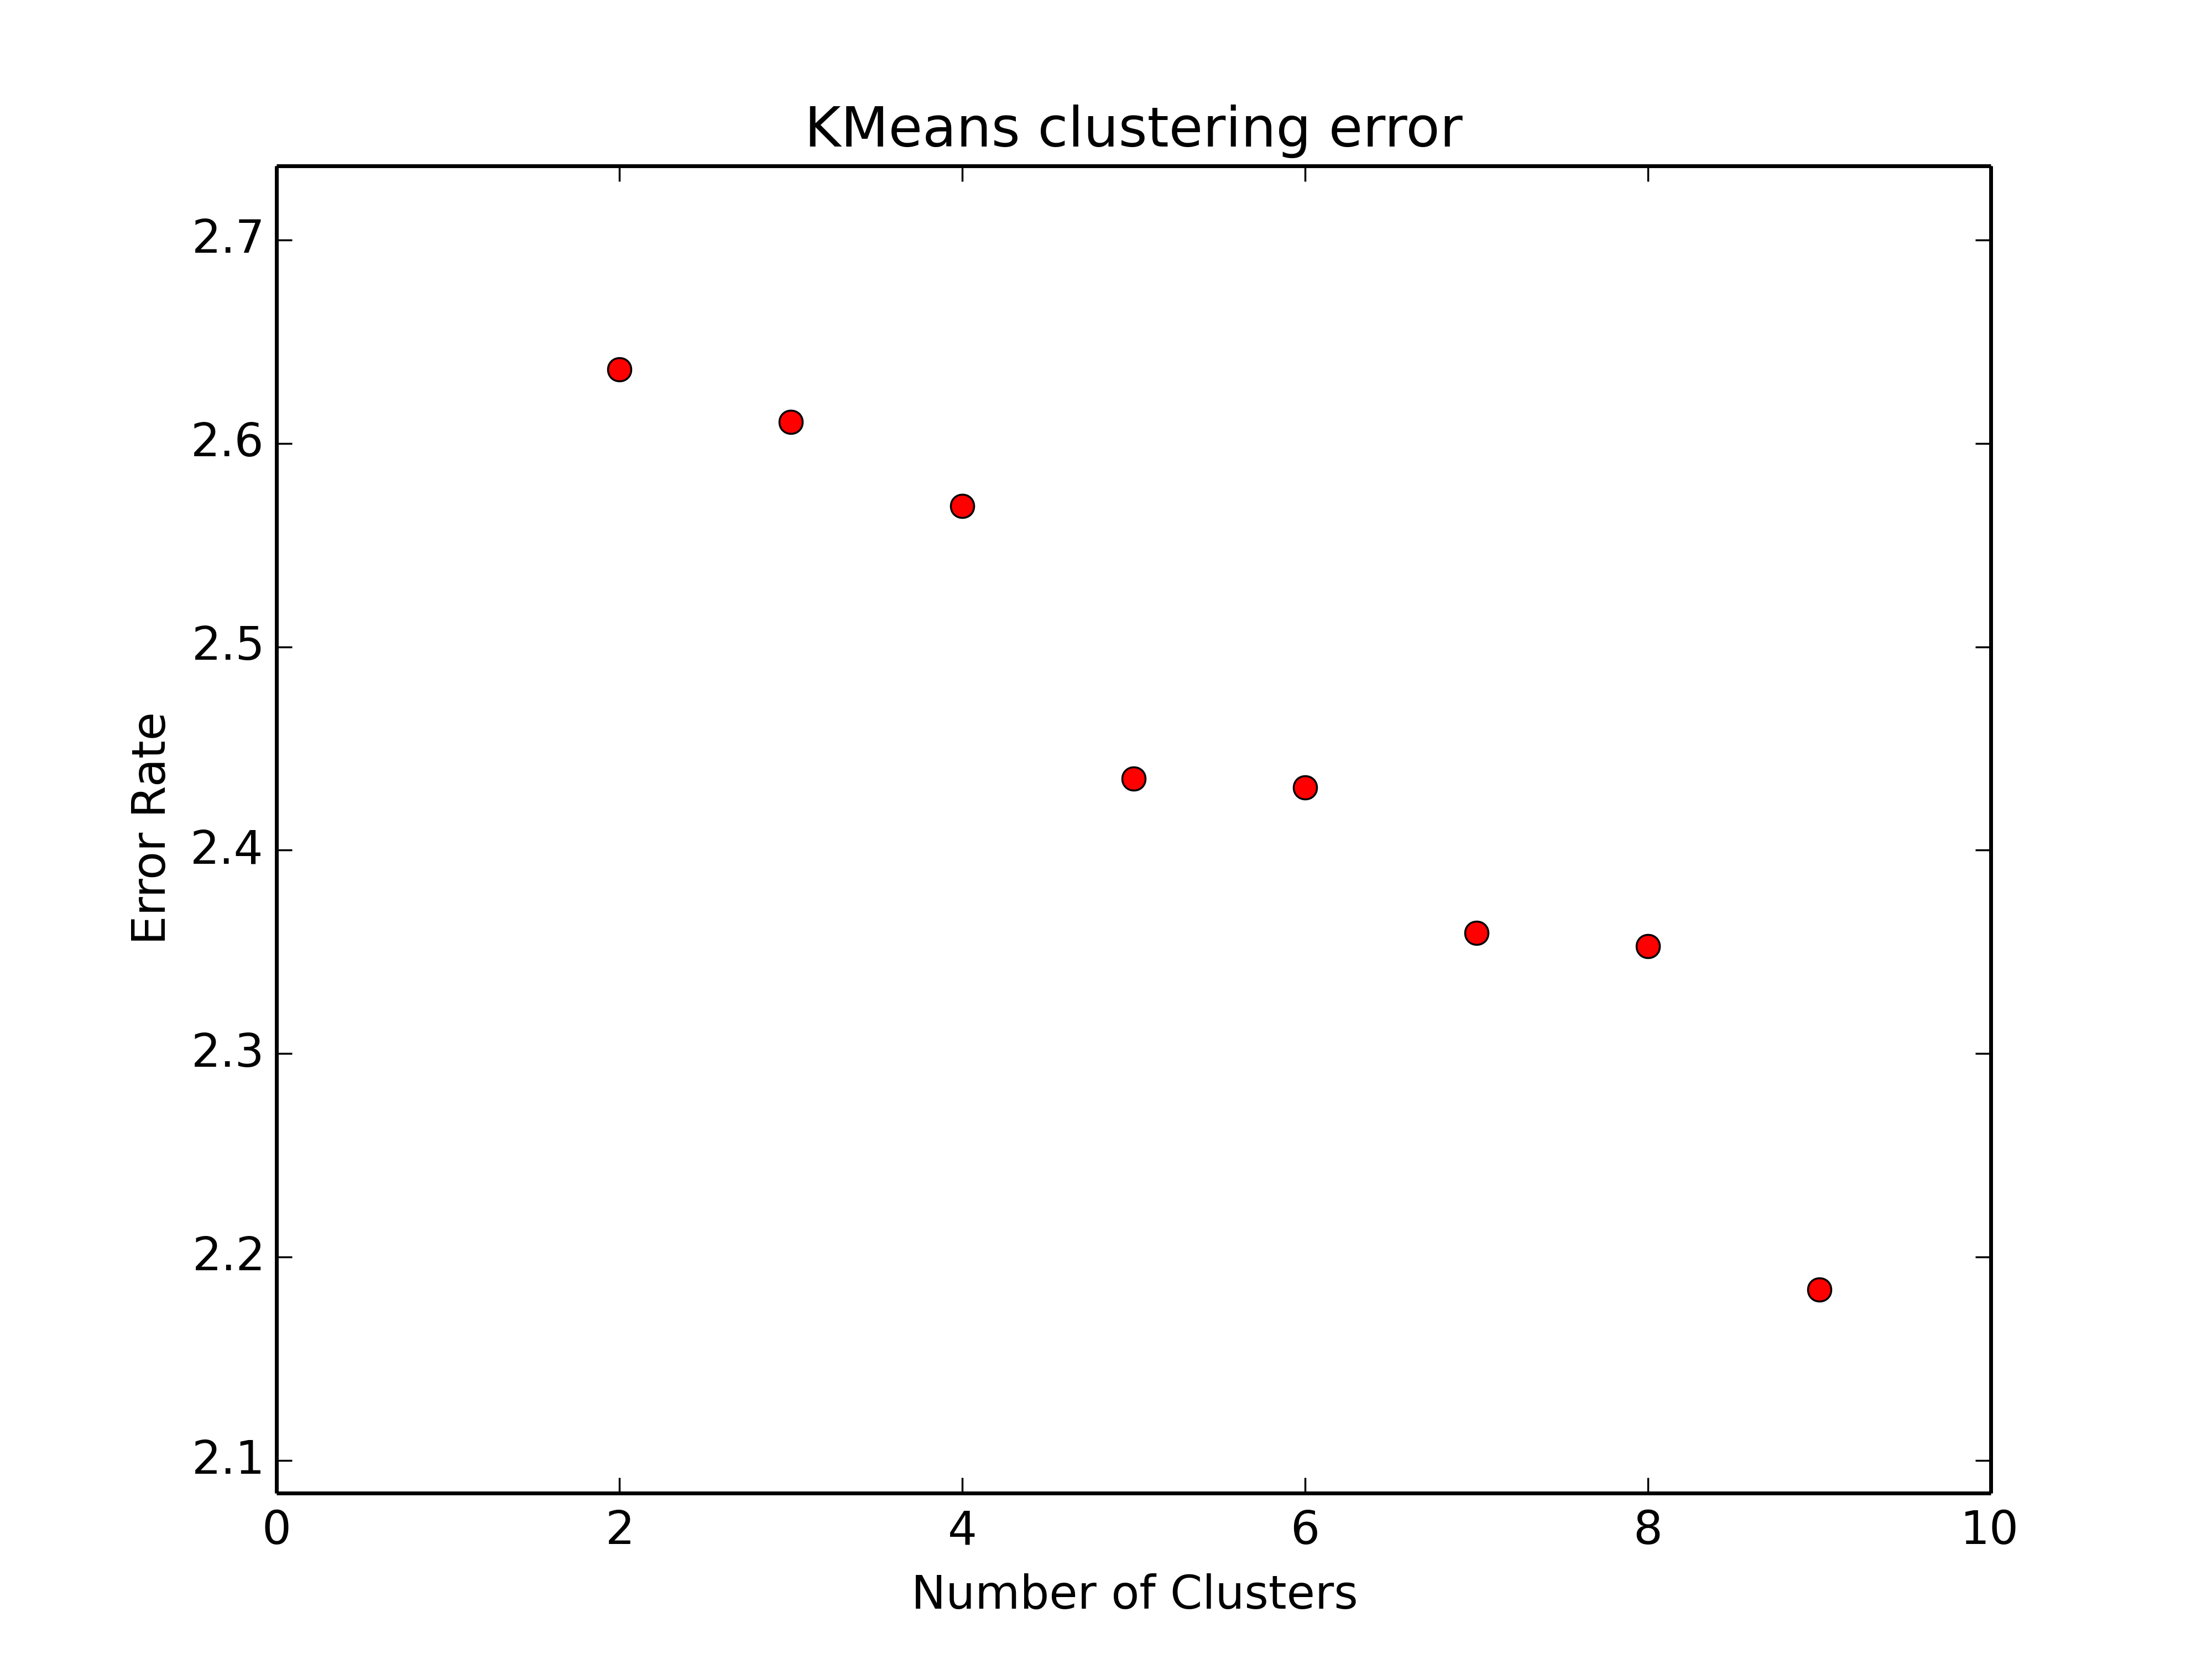 KMeans clustering error
2.7
2.6
2.5
2.4
2.3
2.2
2.1
Error Rate
0 2 4 6 8 10
Number of Clusters